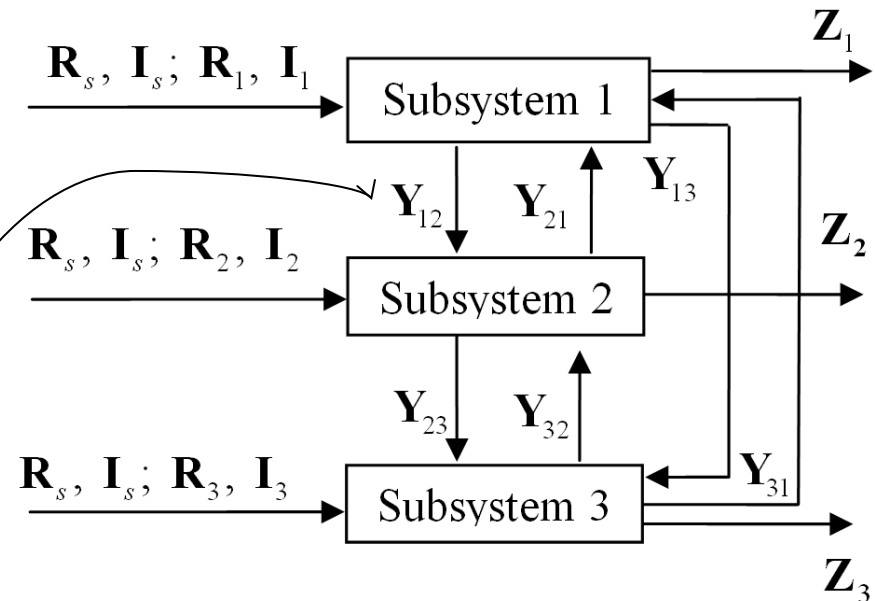 Z₁
Rₛ, Iₛ; R₁, I₁
Subsystem 1
Y₁₂ Y₂₁ Y₁₃
Z₂
Rₛ, Iₛ; R₂, I₂
Subsystem 2
Y₂₃ Y₃₂
Rₛ, Iₛ; R₃, I₃
Y₃₁
Subsystem 3
Z₃